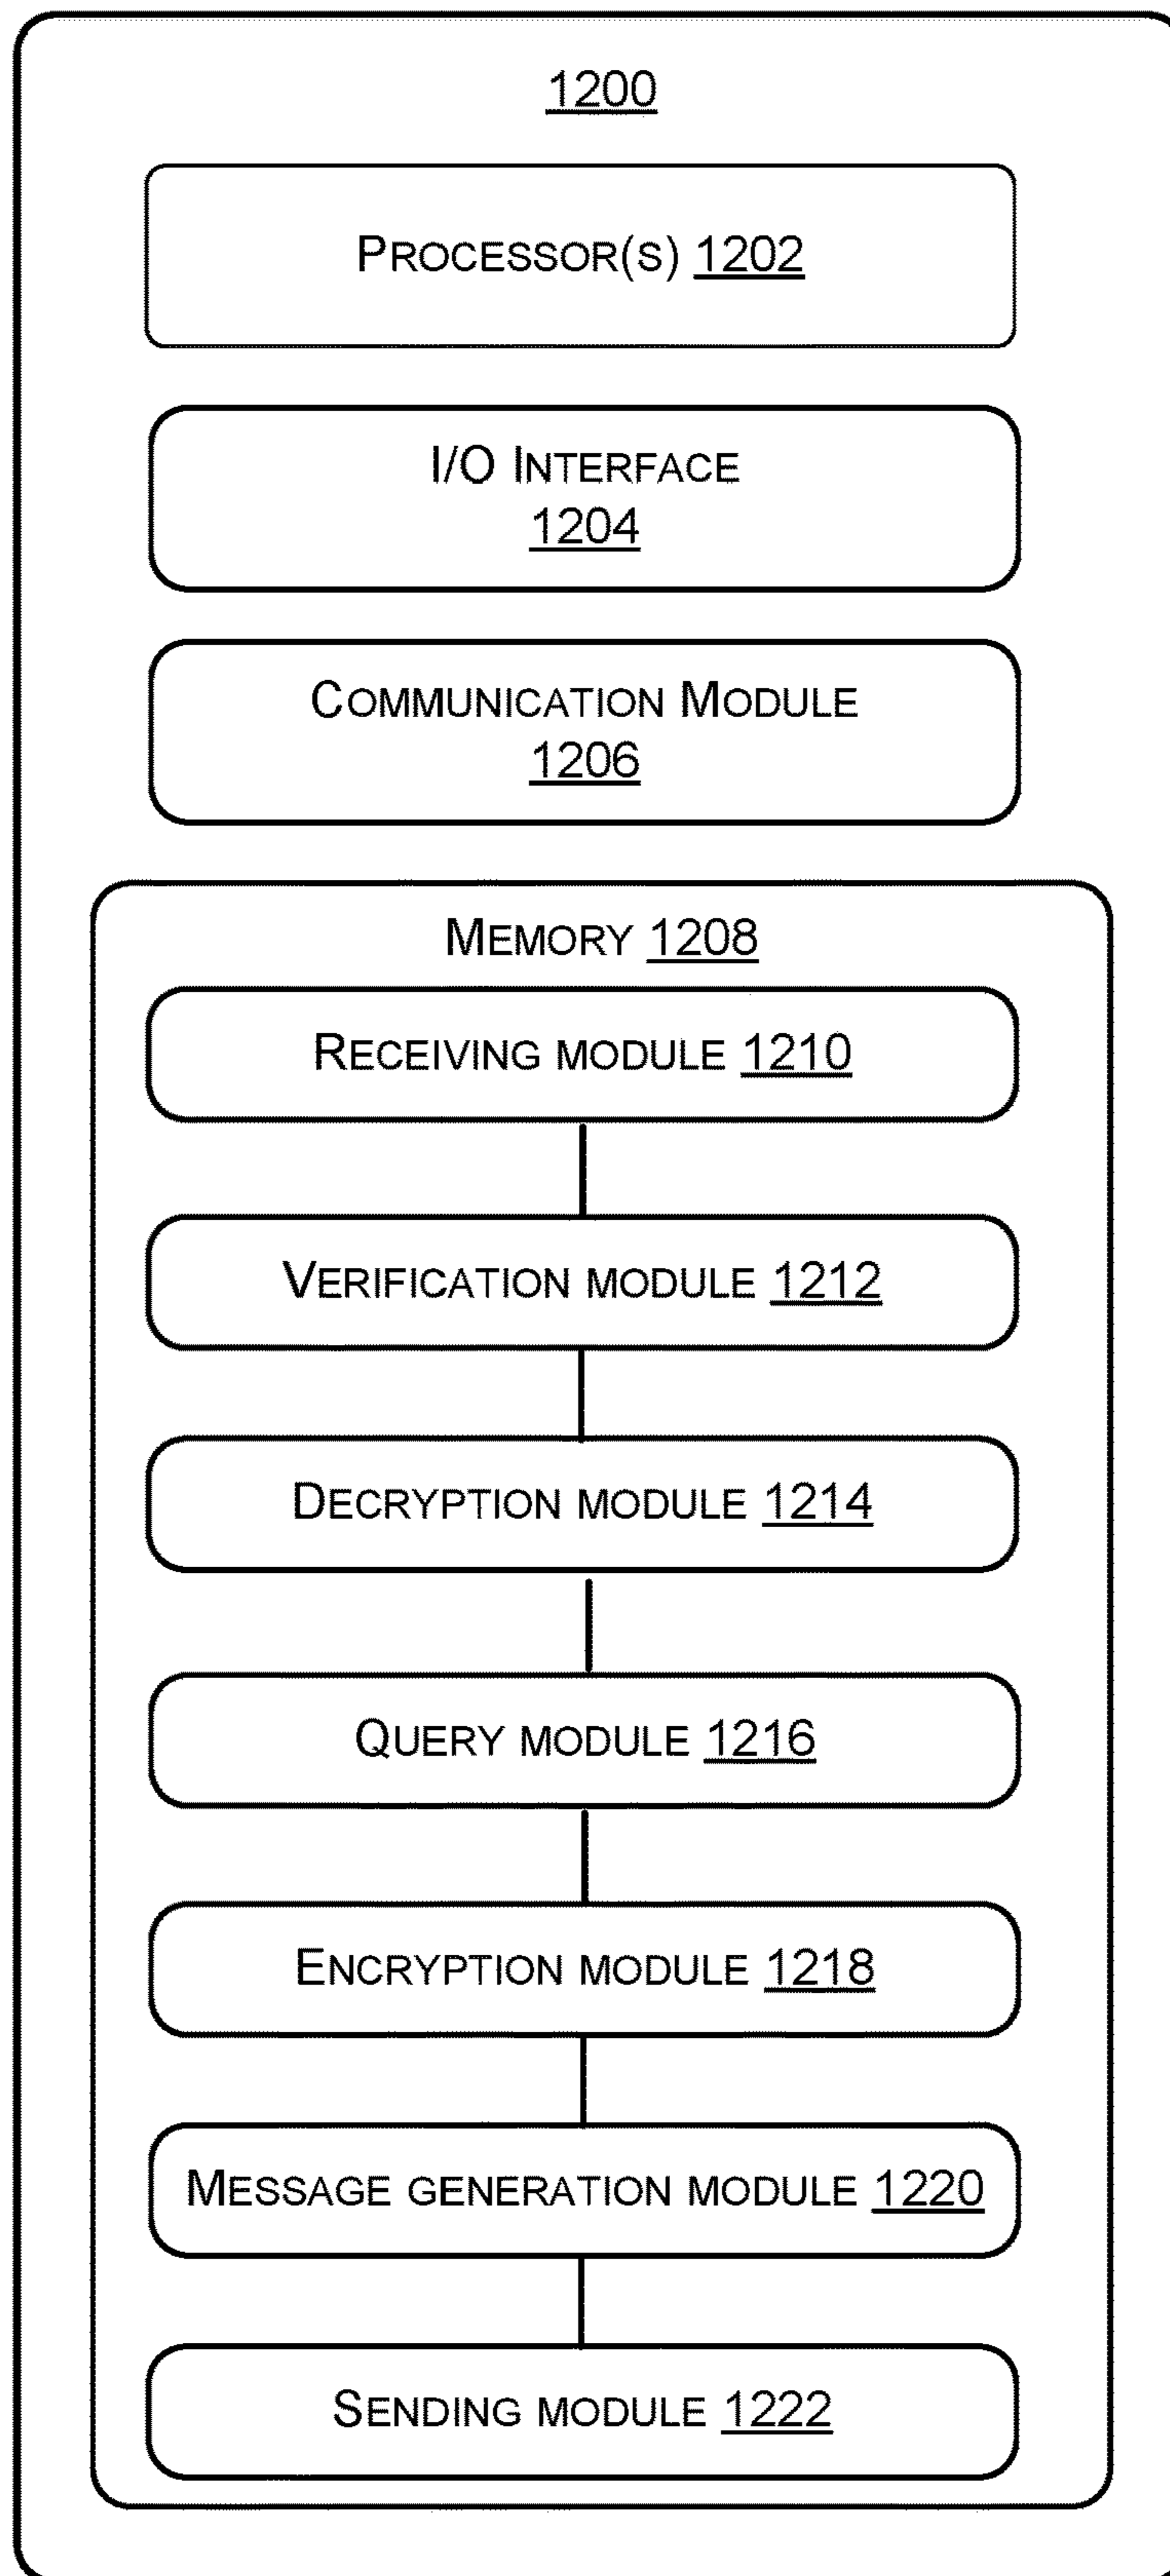 1200
PROCESSOR(S) 1202
I/O INTERFACE
1204
COMMUNICATION MODULE
1206
MEMORY 1208
RECEIVING MODULE 1210
VERIFICATION MODULE 1212
DECRYPTION MODULE 1214
QUERY MODULE 1216
ENCRYPTION MODULE 1218
MESSAGE GENERATION MODULE 1220
SENDING MODULE 1222